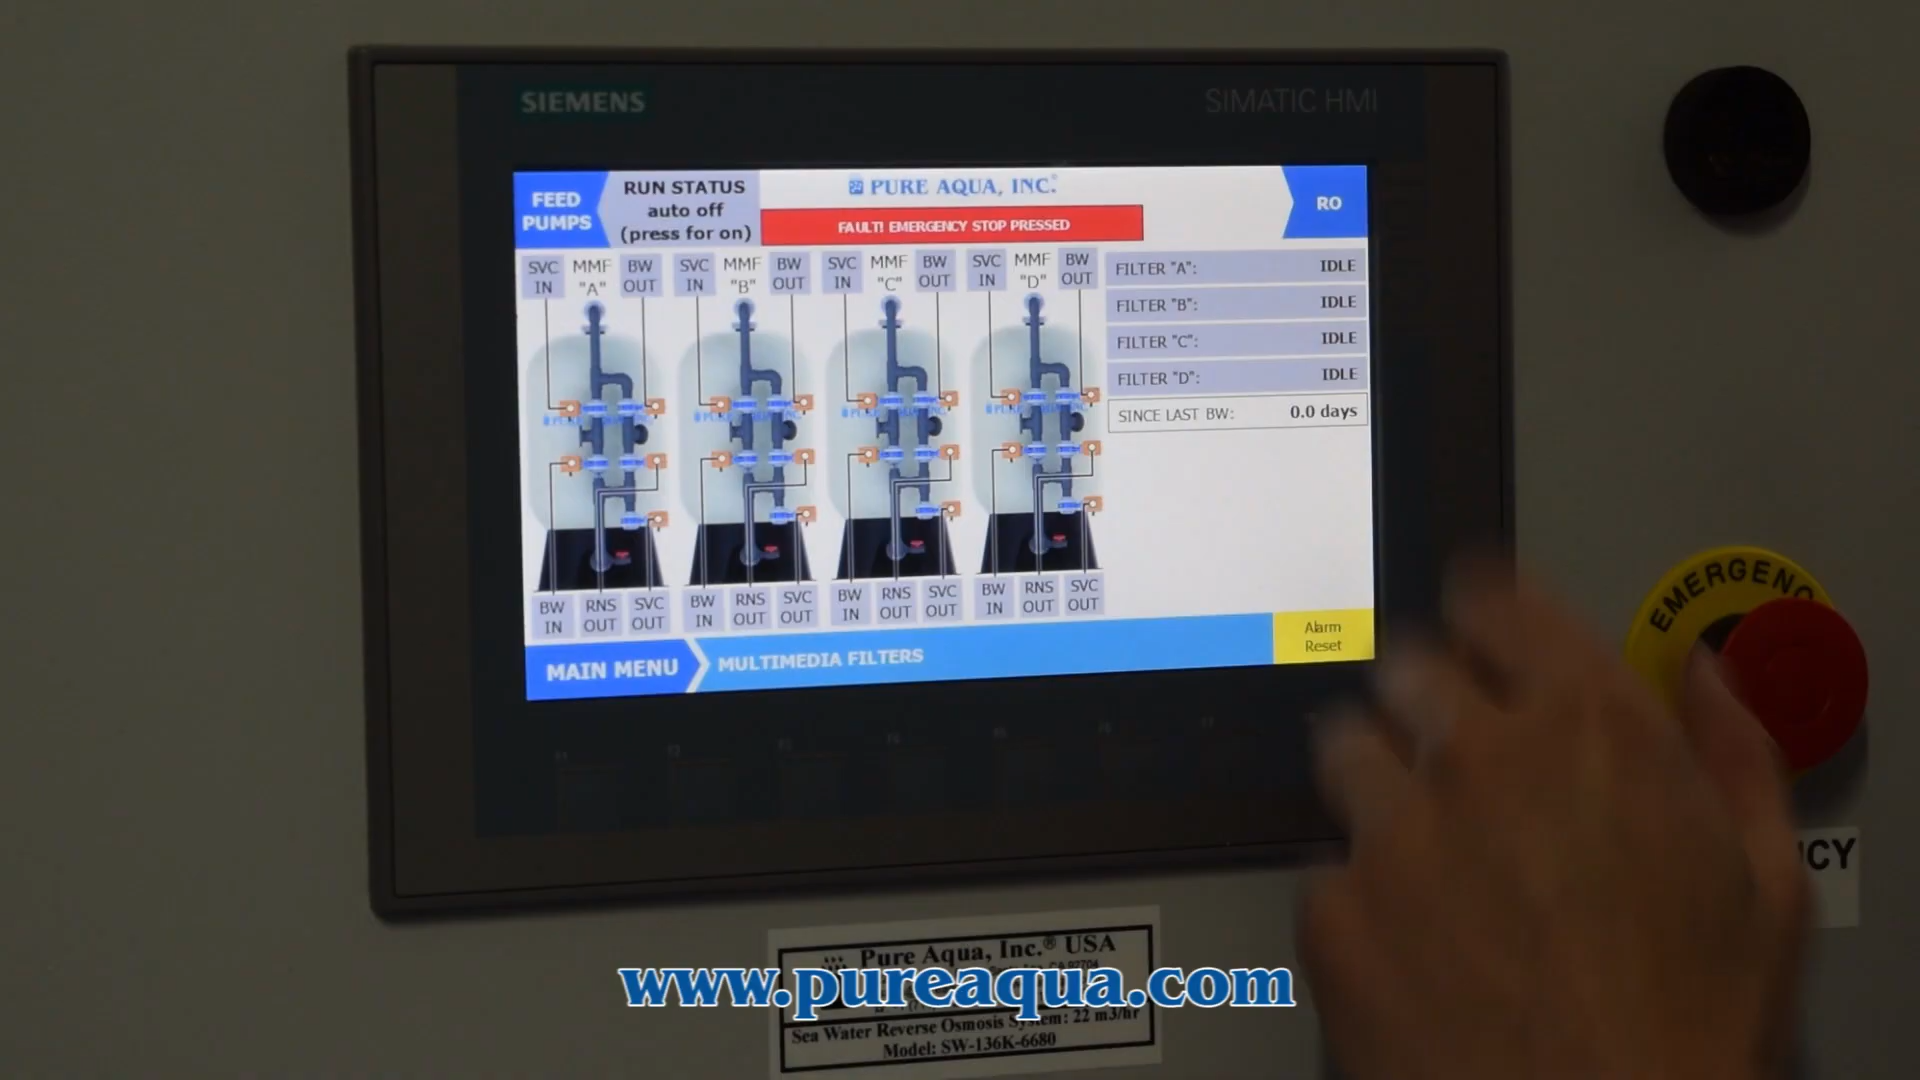 SIEMENS
SIMATIC HMI
FEED
PUMPS
RUN STATUS
auto off
(press for on)
PURE AQUA, INC.®
FAULT! EMERGENCY STOP PRESSED
RO
SVC
IN
MMF
"A"
BW
OUT
SVC
IN
MMF
"B"
BW
OUT
SVC
IN
MMF
"C"
BW
OUT
SVC
IN
MMF
"D"
BW
OUT
FILTER "A": IDLE
FILTER "B": IDLE
FILTER "C": IDLE
FILTER "D": IDLE
SINCE LAST BW: 0.0 days
BW
IN
RNS
OUT
SVC
OUT
BW
IN
RNS
OUT
SVC
OUT
BW
IN
RNS
OUT
SVC
OUT
BW
IN
RNS
OUT
SVC
OUT
MAIN MENU
MULTIMEDIA FILTERS
Alarm
Reset
EMERGENC
CY
Pure Aqua, Inc.® USA
CA 92704
www.pureaqua.com
Sea Water Reverse Osmosis System: 22 m3/hr
Model: SW-136K-6680